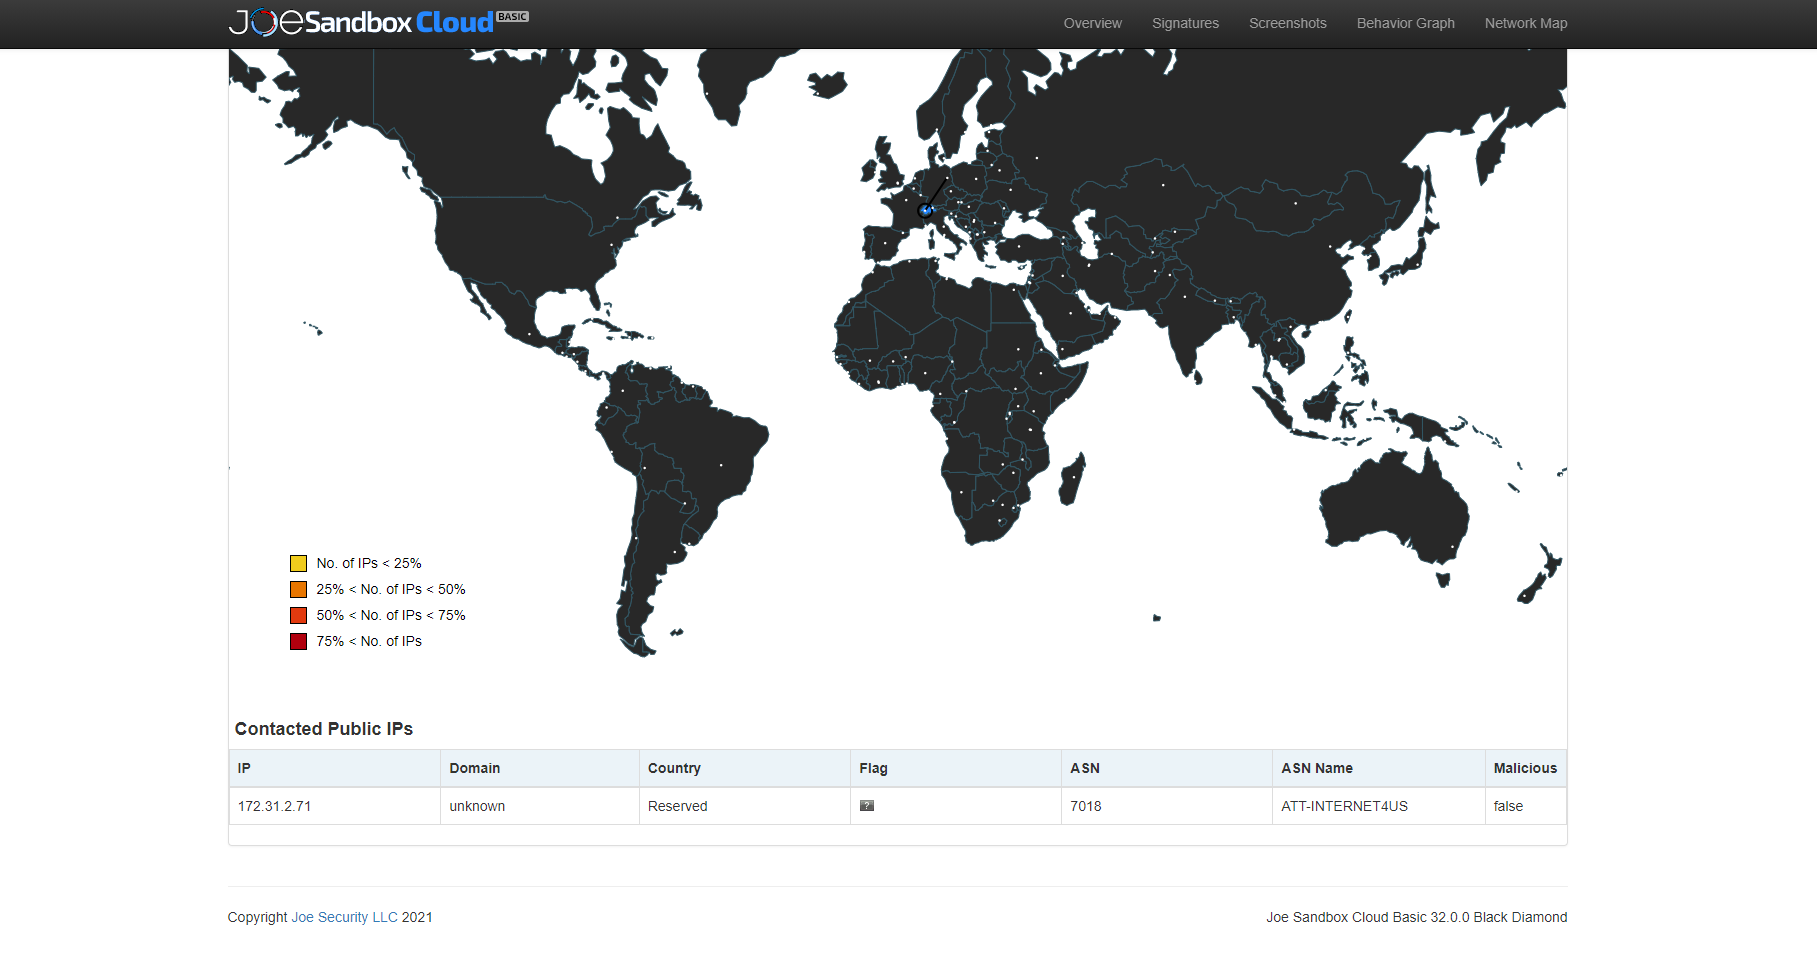 JOeSandbox Cloud BASIC
Overview Signatures Screenshots Behavior Graph Network Map
No. of IPs < 25%
25% < No. of IPs < 50%
50% < No. of IPs < 75%
75% < No. of IPs
Contacted Public IPs
IP Domain Country Flag ASN ASN Name Malicious
172.31.2.71 unknown Reserved ? 7018 ATT-INTERNET4US false
Copyright Joe Security LLC 2021
Joe Sandbox Cloud Basic 32.0.0 Black Diamond